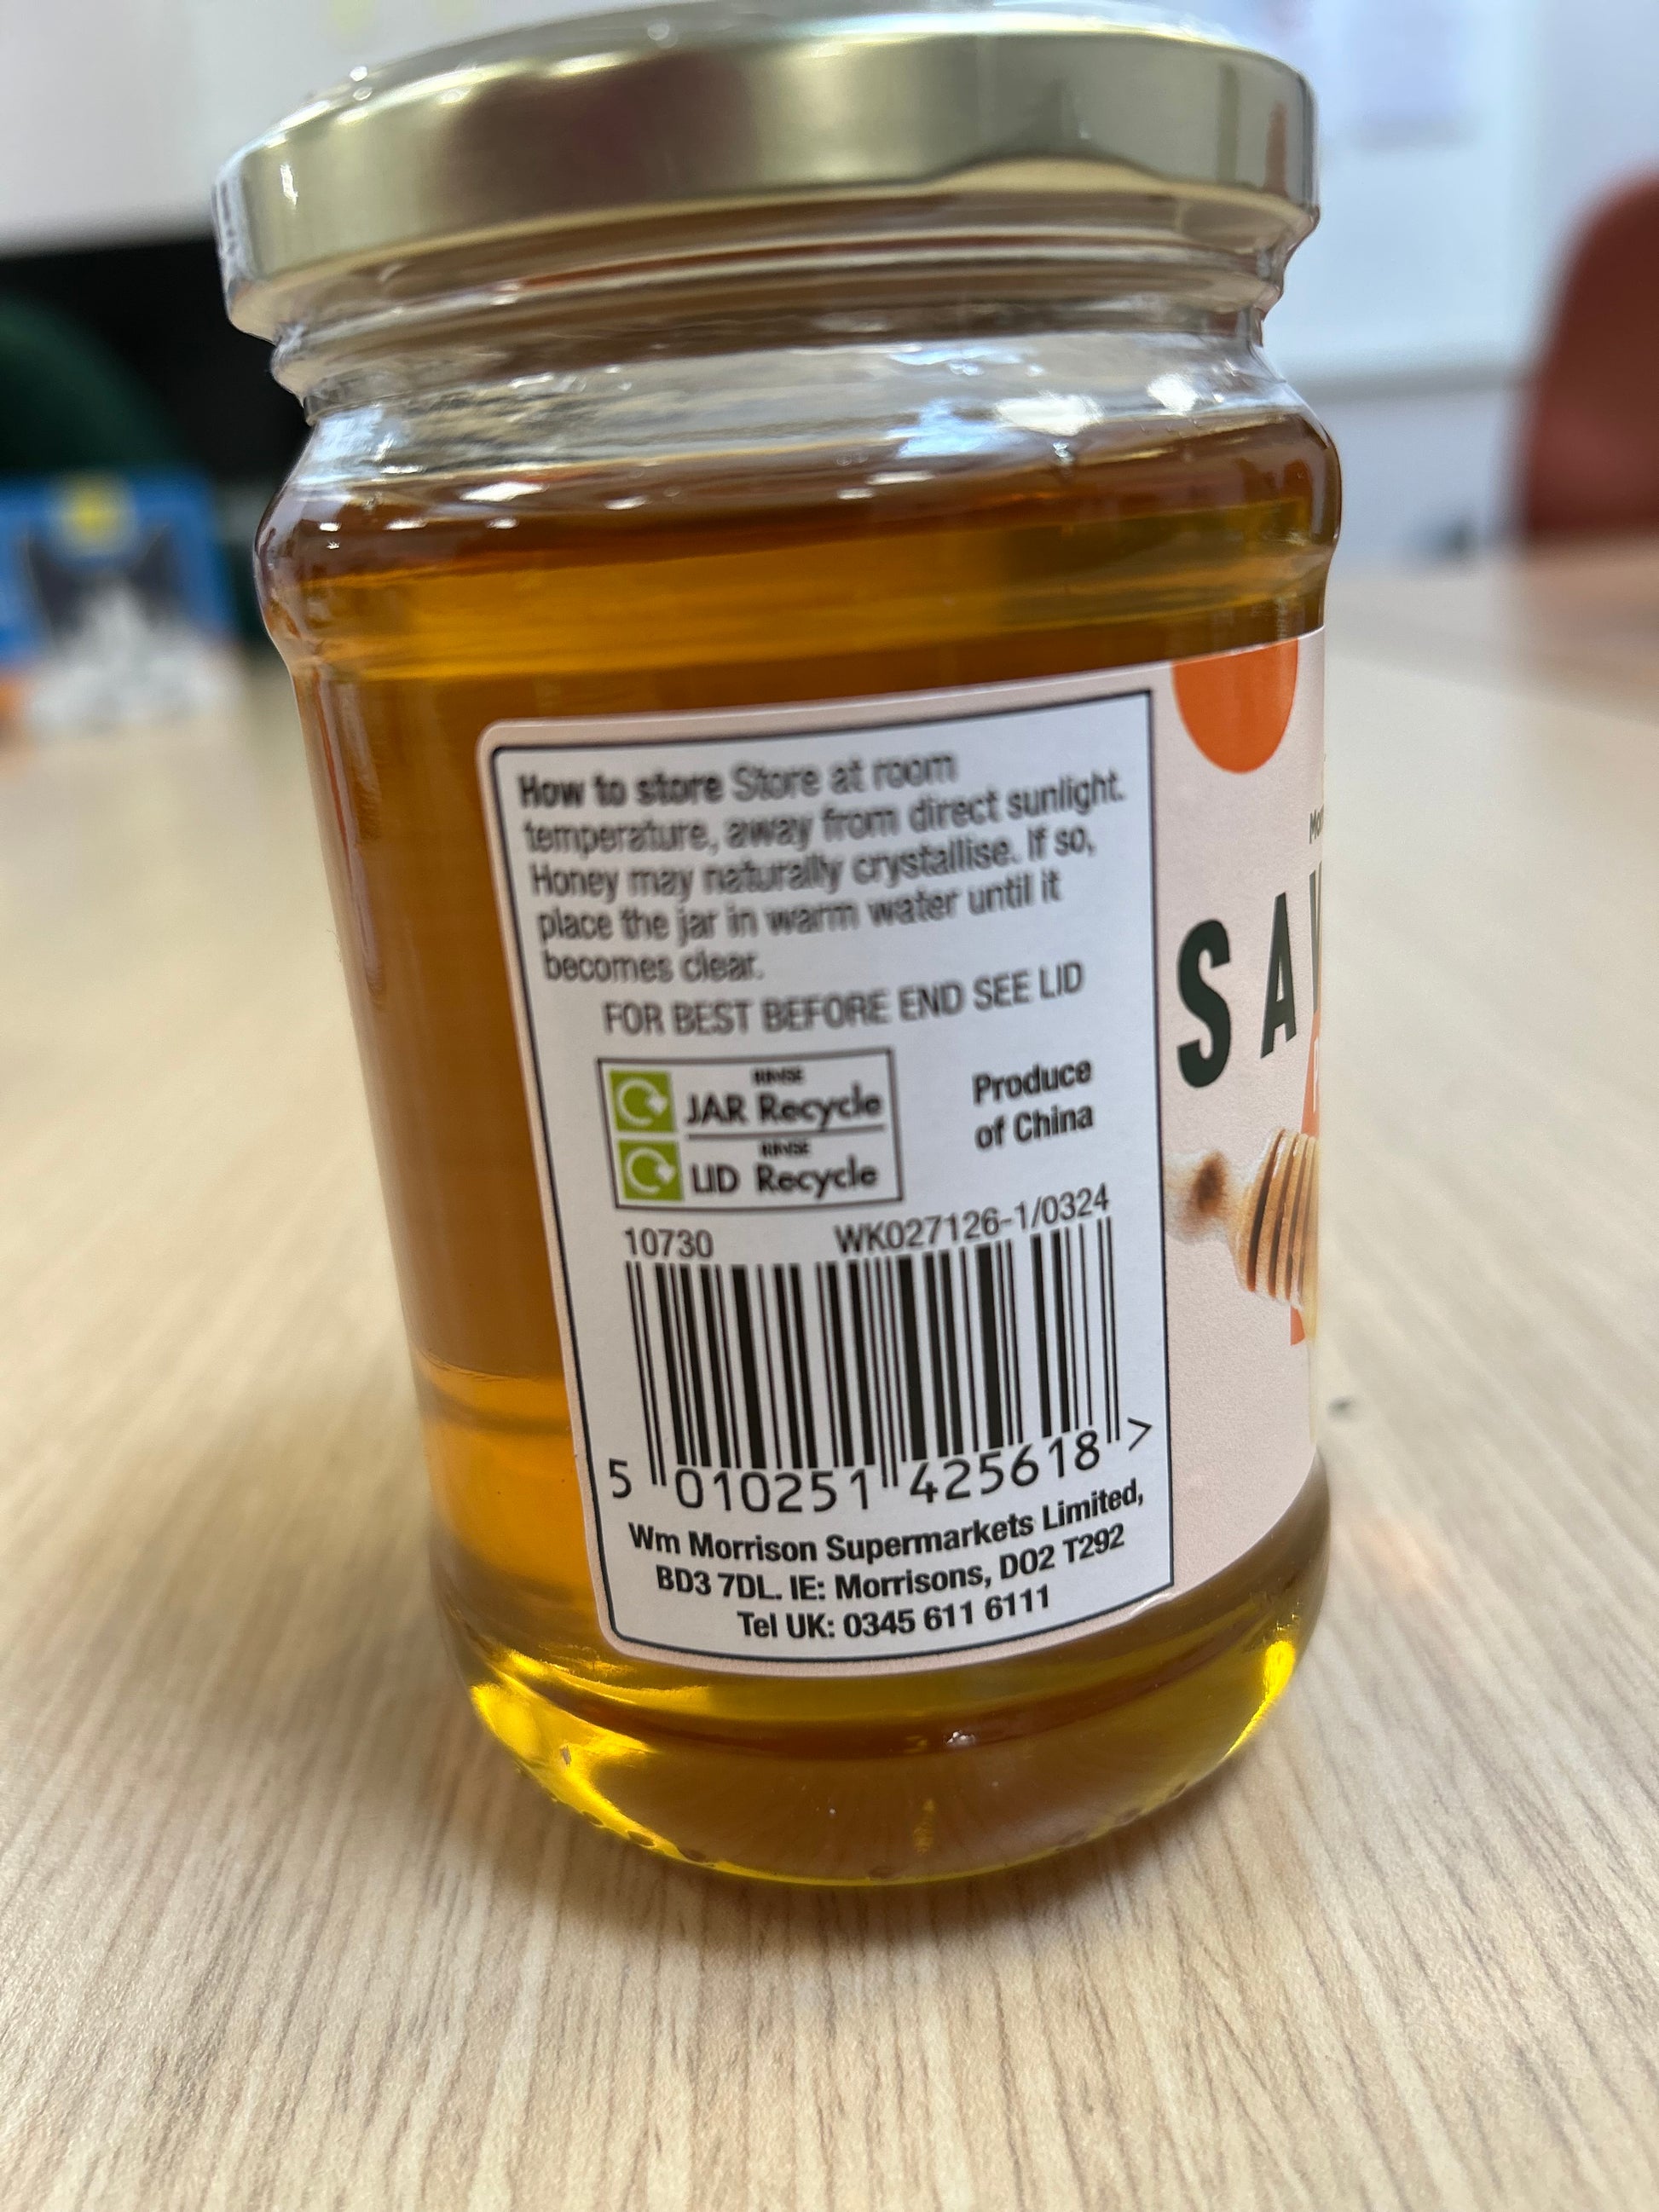 How to store Store at room
temperature, away from direct sunlight.
Honey may naturally crystallise. If so,
place the jar in warm water until it
becomes clear.
FOR BEST BEFORE END SEE LID
RINSE
JAR Recycle
RINSE
LID Recycle
Produce
of China
10730 WK027126-1/0324
5 010251 425618 >
Wm Morrison Supermarkets Limited,
BD3 7DL. IE: Morrisons, DO2 T292
Tel UK: 0345 611 6111
SA